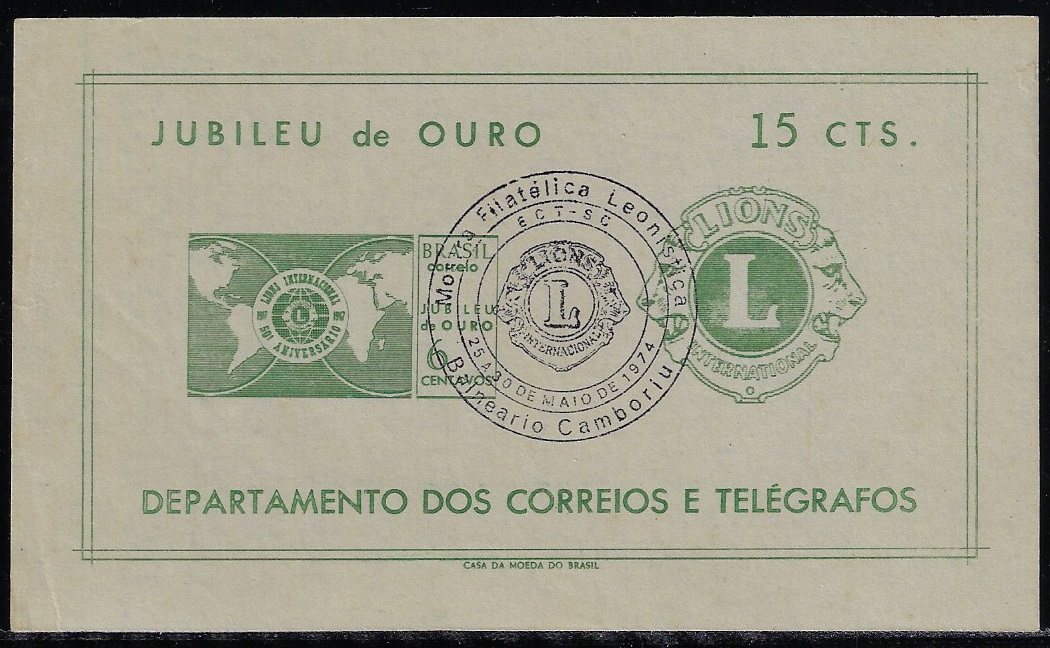 JUBILEU de OURO
15 CTS.
LIONS INTERNACIONAL
50º ANIVERSARIO
L
BRASIL
correio
JUBILEU
de OURO
6
CENTAVOS
Filatélica Leonística
ECT-SC
LIONS
L
INTERNACIONAL
25 A 30 DE MAIO DE 1974
Balneario Camboriu
LIONS
L
INTERNATIONAL
DEPARTAMENTO DOS CORREIOS E TELÉGRAFOS
CASA DA MOEDA DO BRASIL